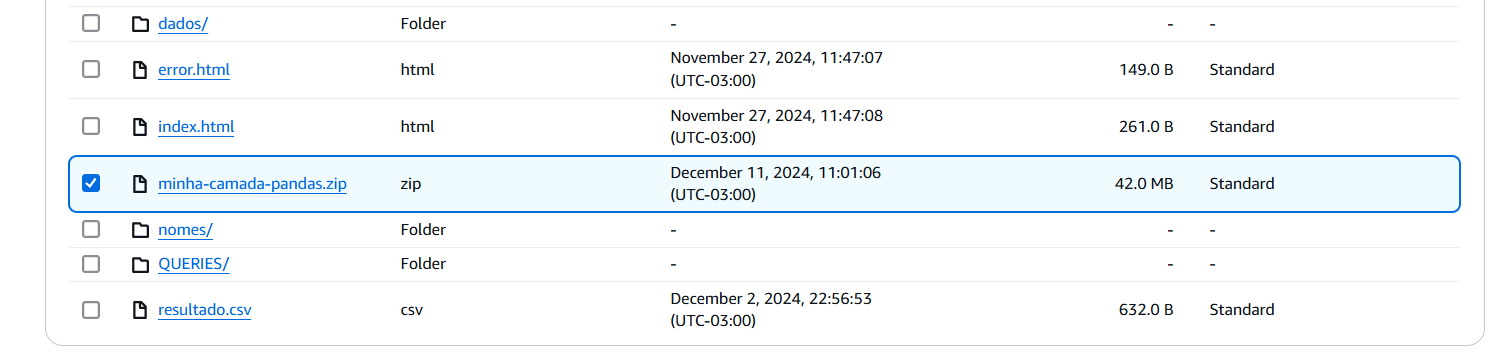 dados/ Folder - - -
error.html html November 27, 2024, 11:47:07 (UTC-03:00) 149.0 B Standard
index.html html November 27, 2024, 11:47:08 (UTC-03:00) 261.0 B Standard
minha-camada-pandas.zip zip December 11, 2024, 11:01:06 (UTC-03:00) 42.0 MB Standard
nomes/ Folder - - -
QUERIES/ Folder - - -
resultado.csv csv December 2, 2024, 22:56:53 (UTC-03:00) 632.0 B Standard